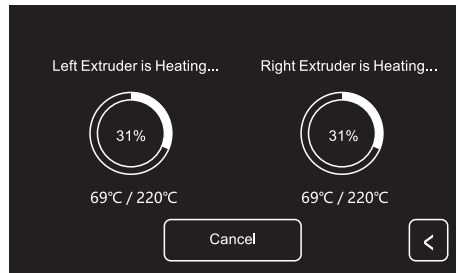 Left Extruder is Heating... Right Extruder is Heating...
31% 31%
69℃ / 220℃ 69℃ / 220℃
Cancel <